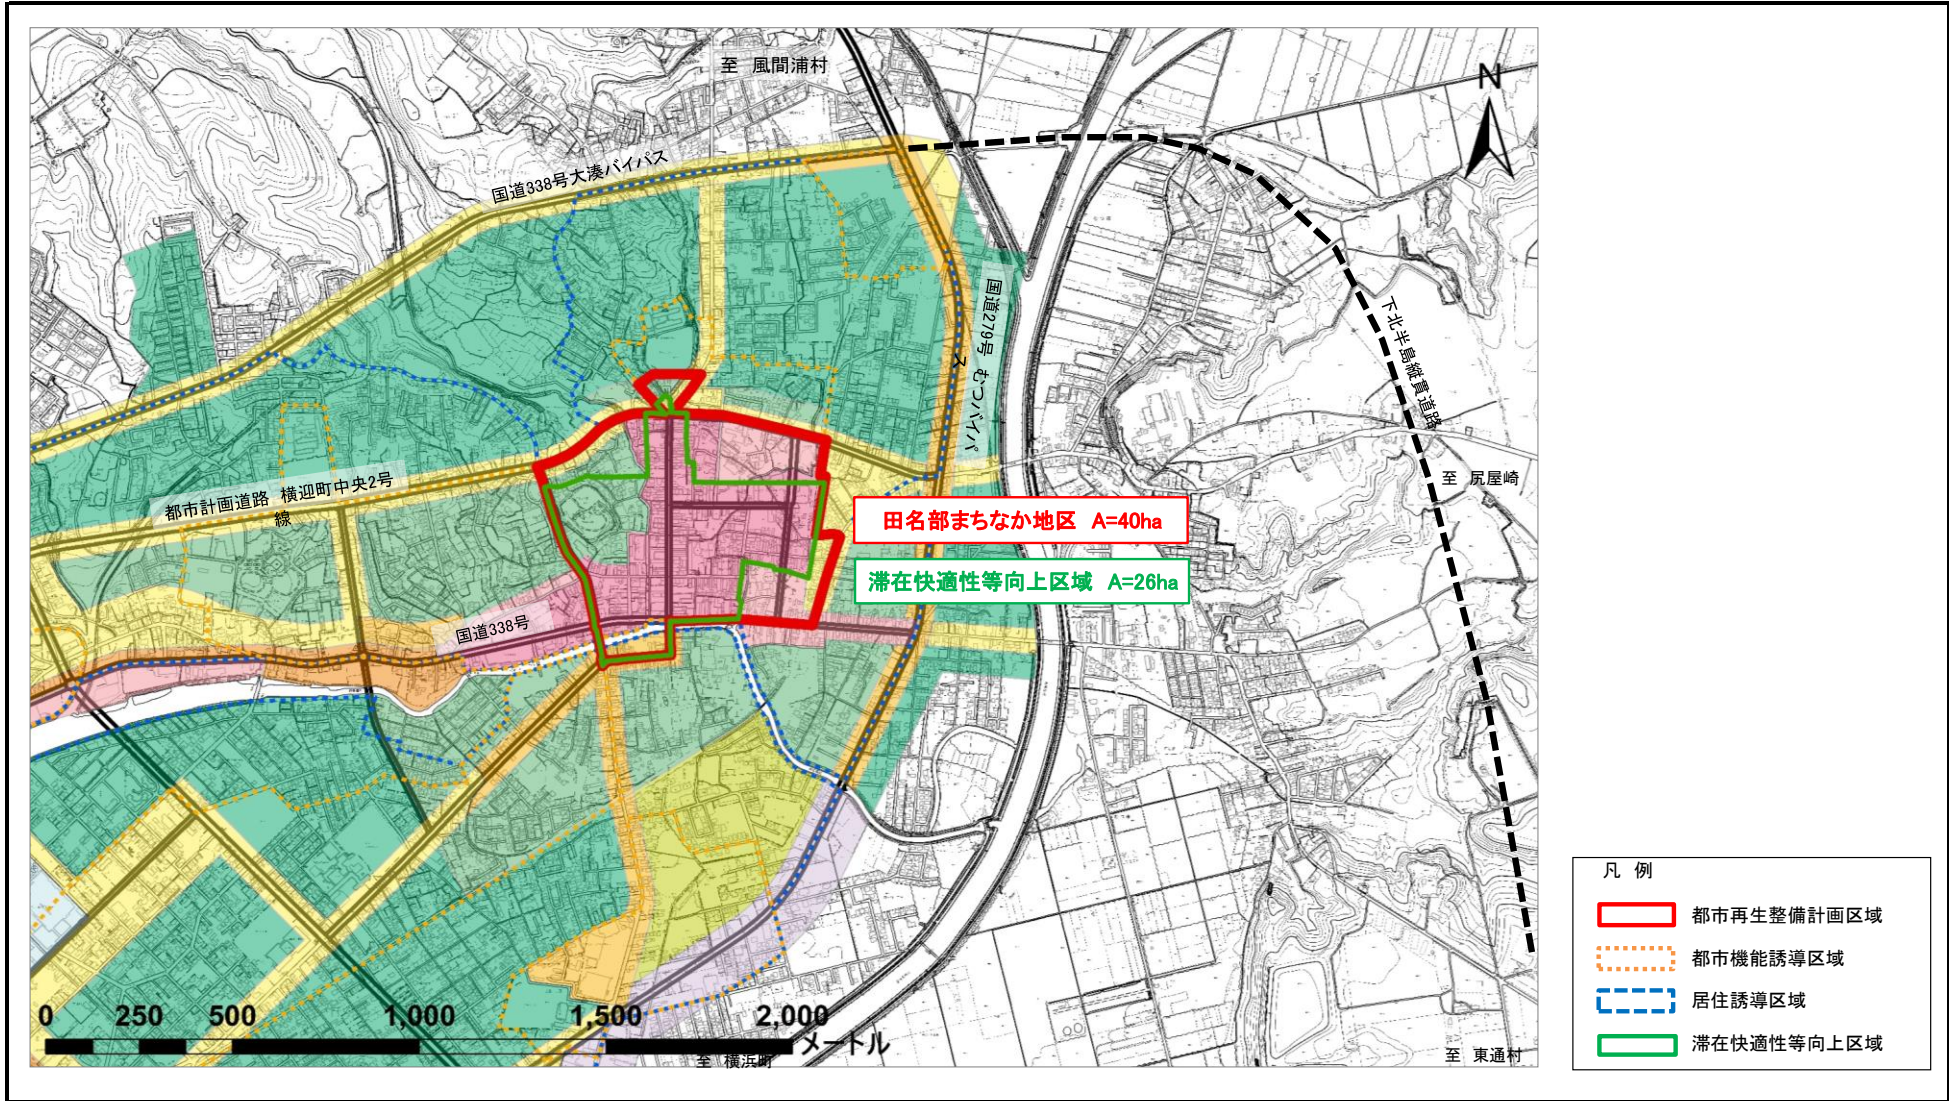 至 風間浦村
N
国道338号大湊バイパス
国道279号 むつバイパ
ス
下北半島縦貫道路
至 尻屋崎
都市計画道路 横迎町中央2号
線
田名部まちなか地区 A=40ha
滞在快適性等向上区域 A=26ha
国道338号
0 250 500 1,000 1,500 2,000
メートル
至 横浜町
至 東通村
凡 例
都市再生整備計画区域
都市機能誘導区域
居住誘導区域
滞在快適性等向上区域